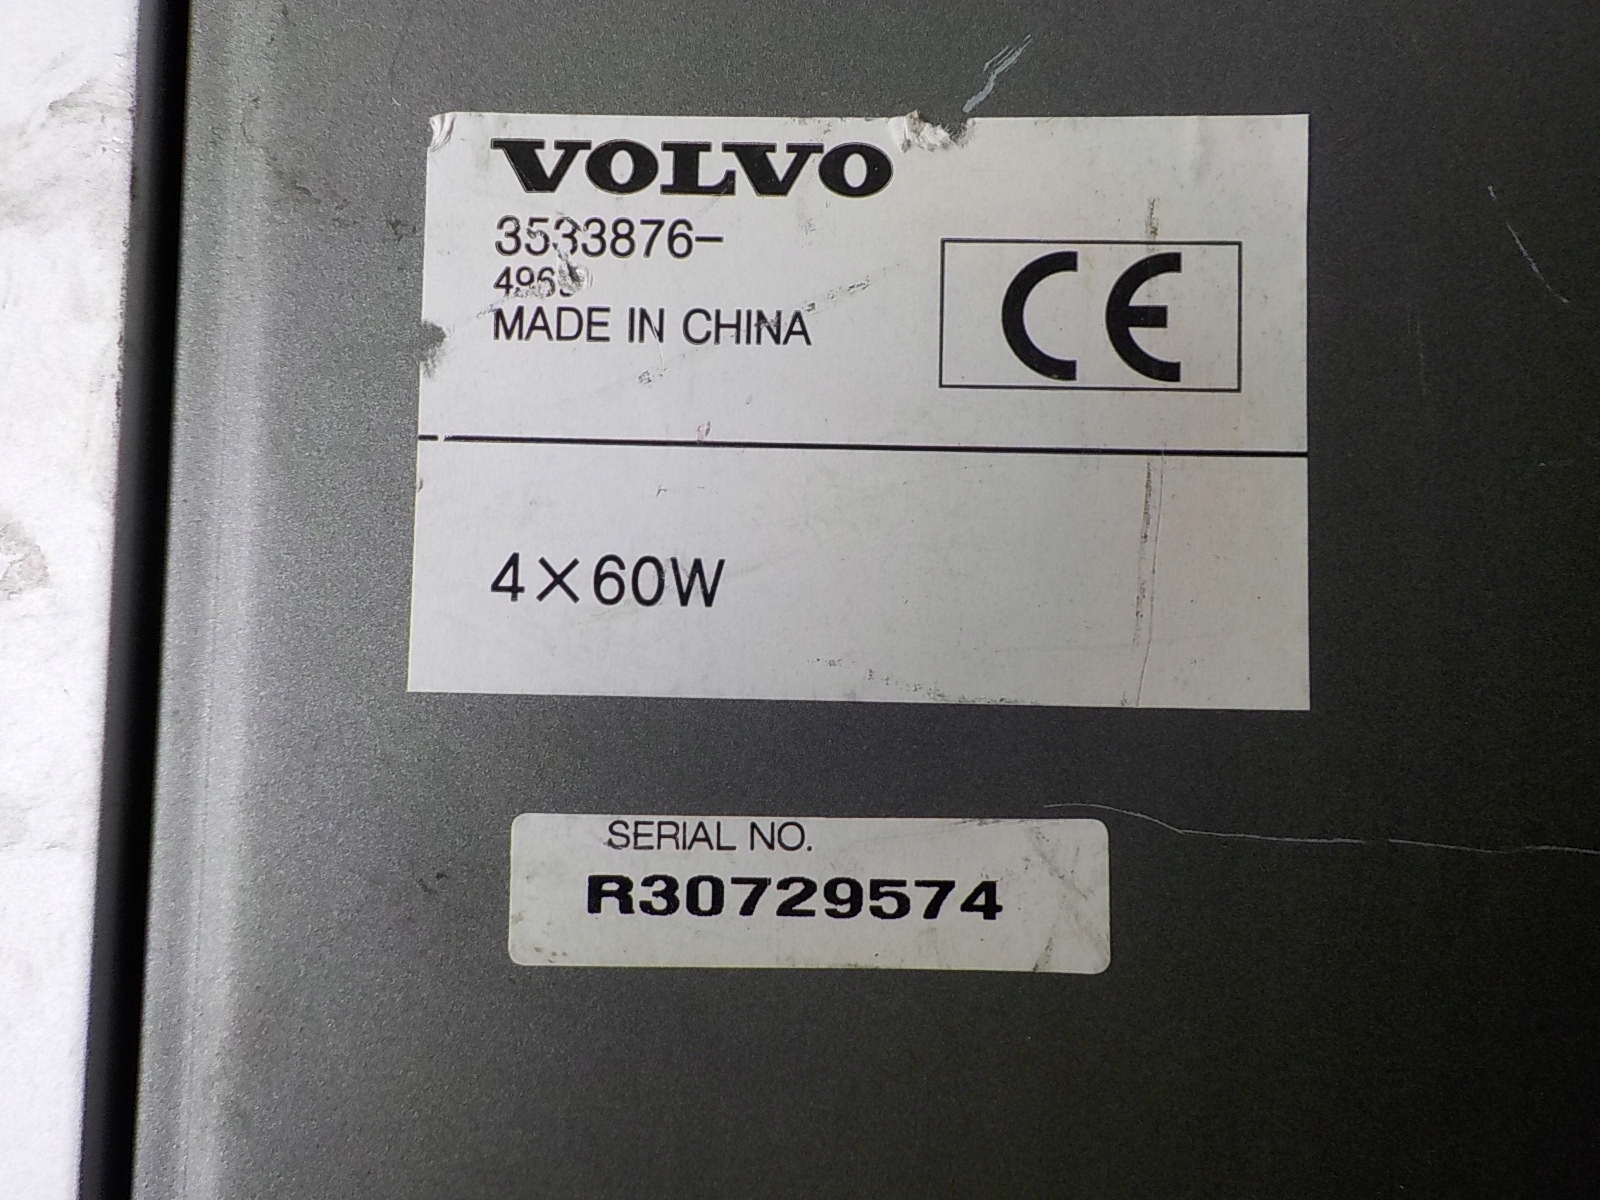 VOLVO
3533876-
MADE IN CHINA
CE
4×60W
SERIAL NO.
R30729574